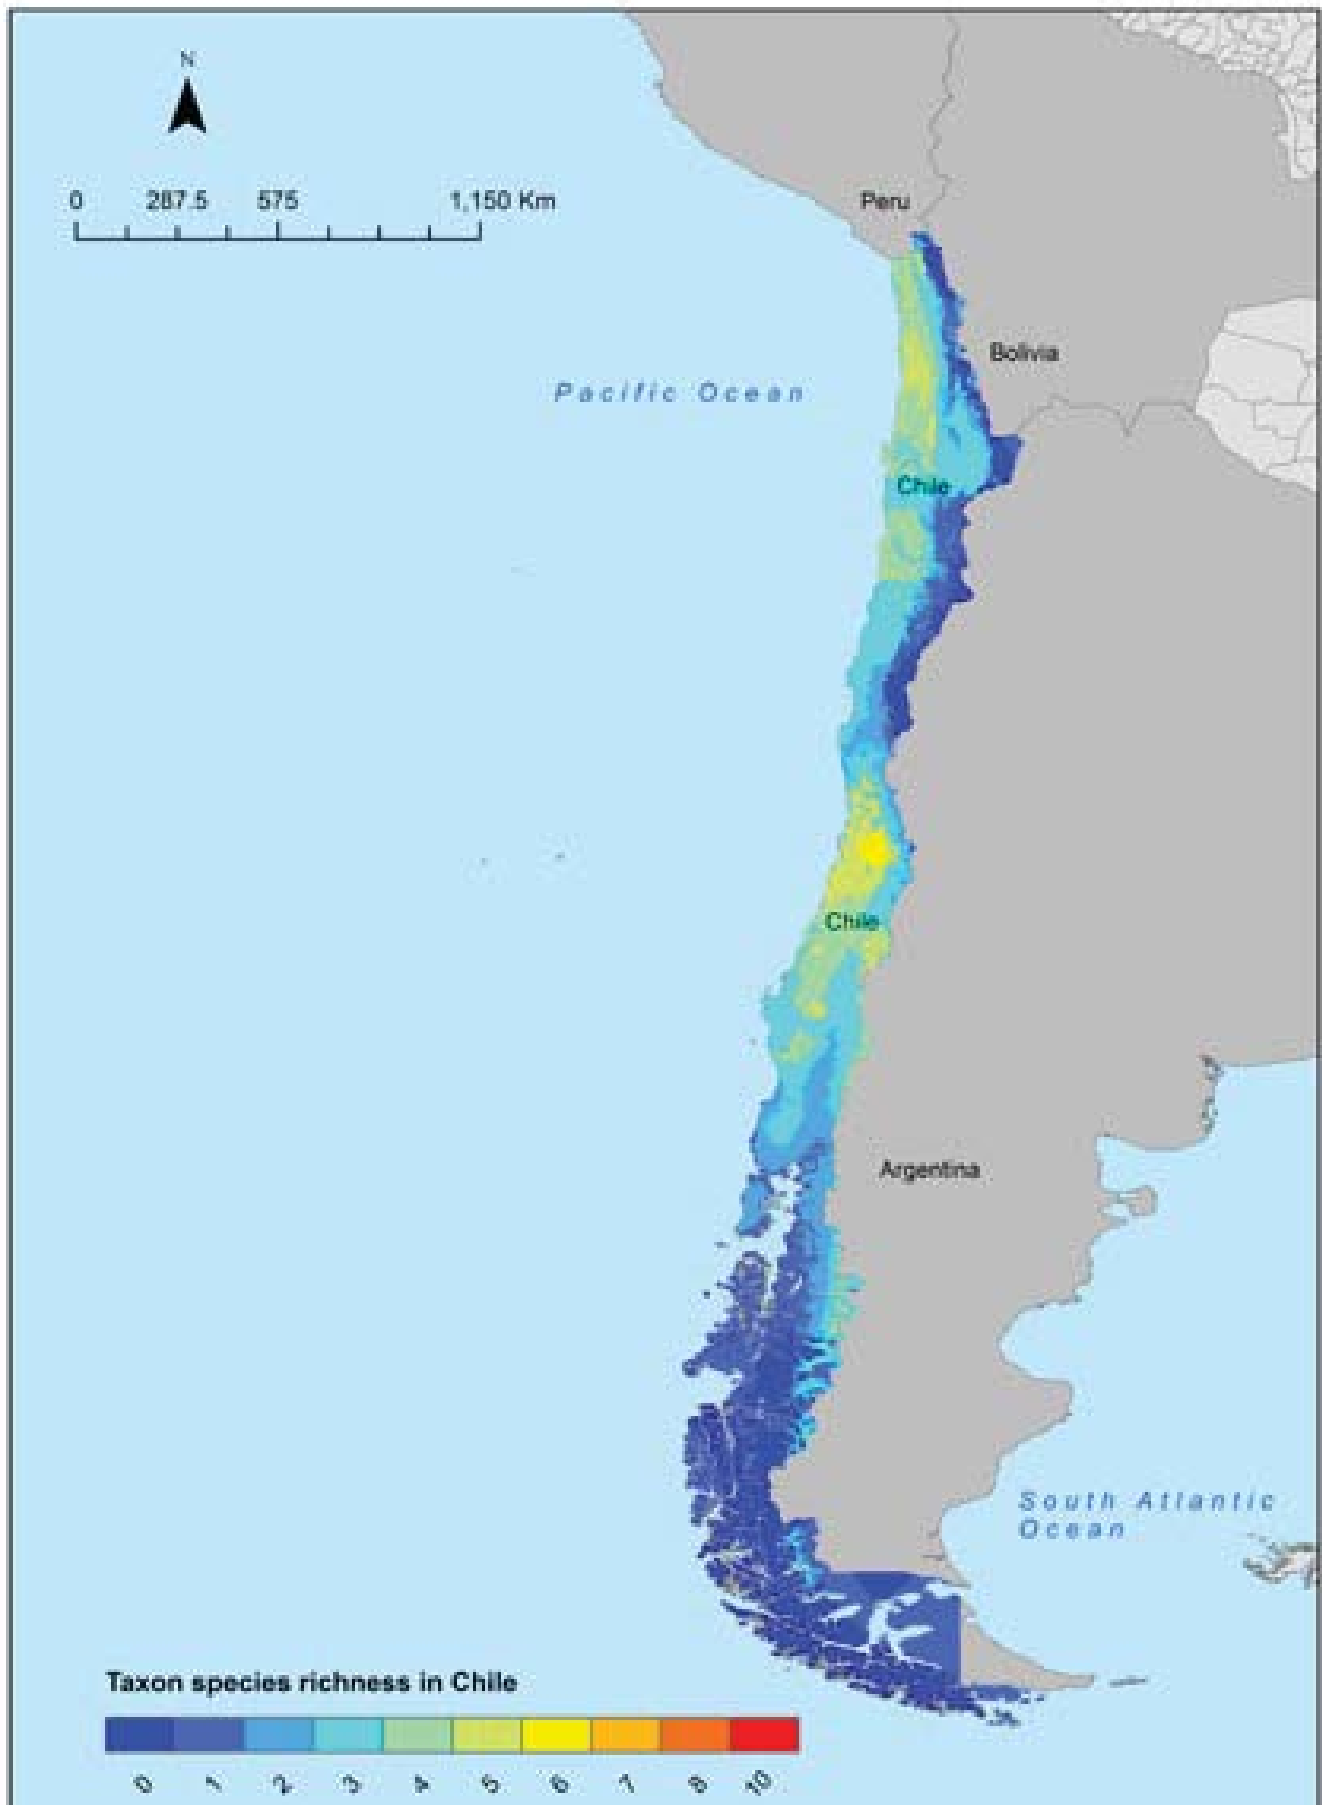 N
0 287.5 575 1,150 Km
Peru
Bolivia
Pacific Ocean
Chile
Chile
Argentina
South Atlantic
Ocean
Taxon species richness in Chile
0 1 2 3 4 5 6 7 8 10